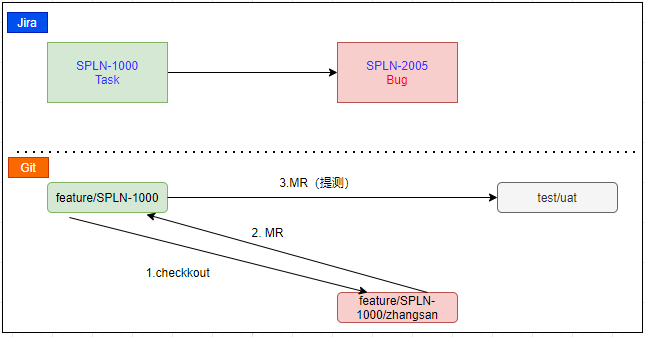 Jira
SPLN-1000
Task
SPLN-2005
Bug
Git
3.MR（提测）
feature/SPLN-1000
test/uat
2. MR
1.checkkout
feature/SPLN-
1000/zhangsan